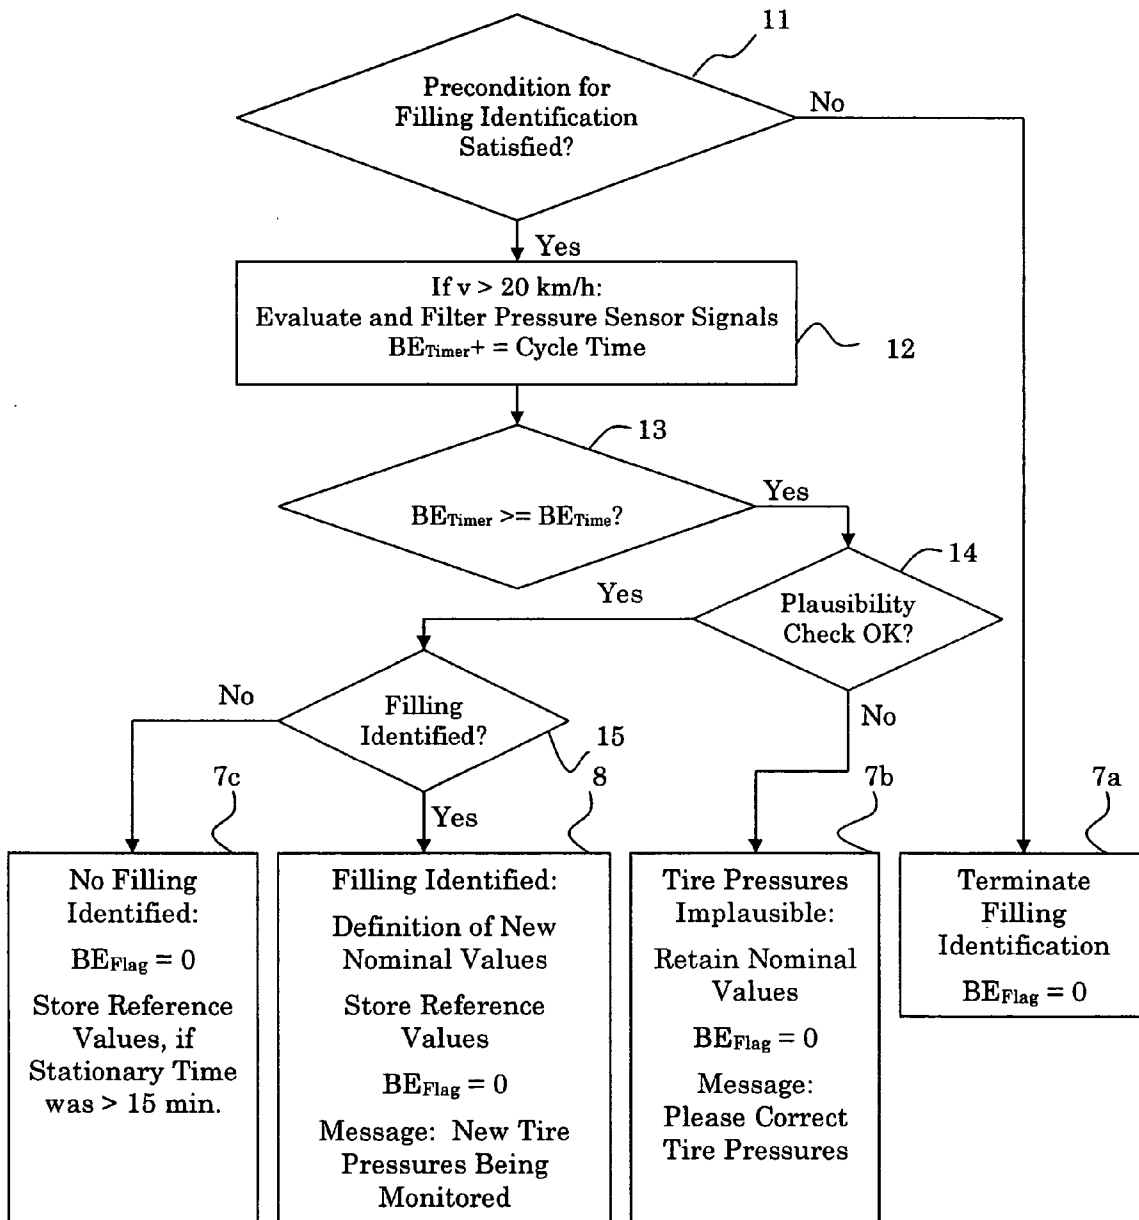 11
Precondition for
Filling Identification
Satisfied?
No
Yes
If v > 20 km/h:
Evaluate and Filter Pressure Sensor Signals
BETimer+ = Cycle Time
12
13
BETimer >= BETime?
Yes
14
Plausibility
Check OK?
Yes
No
Filling
Identified?
15
No
Yes
7c
No Filling
Identified:
BEFlag = 0
Store Reference
Values, if
Stationary Time
was > 15 min.
8
Filling Identified:
Definition of New
Nominal Values
Store Reference
Values
BEFlag = 0
Message: New Tire
Pressures Being
Monitored
7b
Tire Pressures
Implausible:
Retain Nominal
Values
BEFlag = 0
Message:
Please Correct
Tire Pressures
7a
Terminate
Filling
Identification
BEFlag = 0